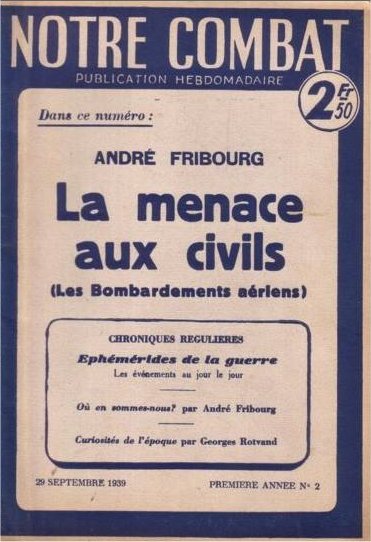 NOTRE COMBAT
PUBLICATION HEBDOMADAIRE
2 Fr 50
Dans ce numéro :
ANDRÉ FRIBOURG
La menace
aux civils
(Les Bombardements aériens)
CHRONIQUES REGULIERES
Ephémérides de la guerre
Les événements au jour le jour
Où en sommes-nous? par André Fribourg
Curiosités de l'époque par Georges Rotvand
29 SEPTEMBRE 1939
PREMIERE ANNEE N° 2